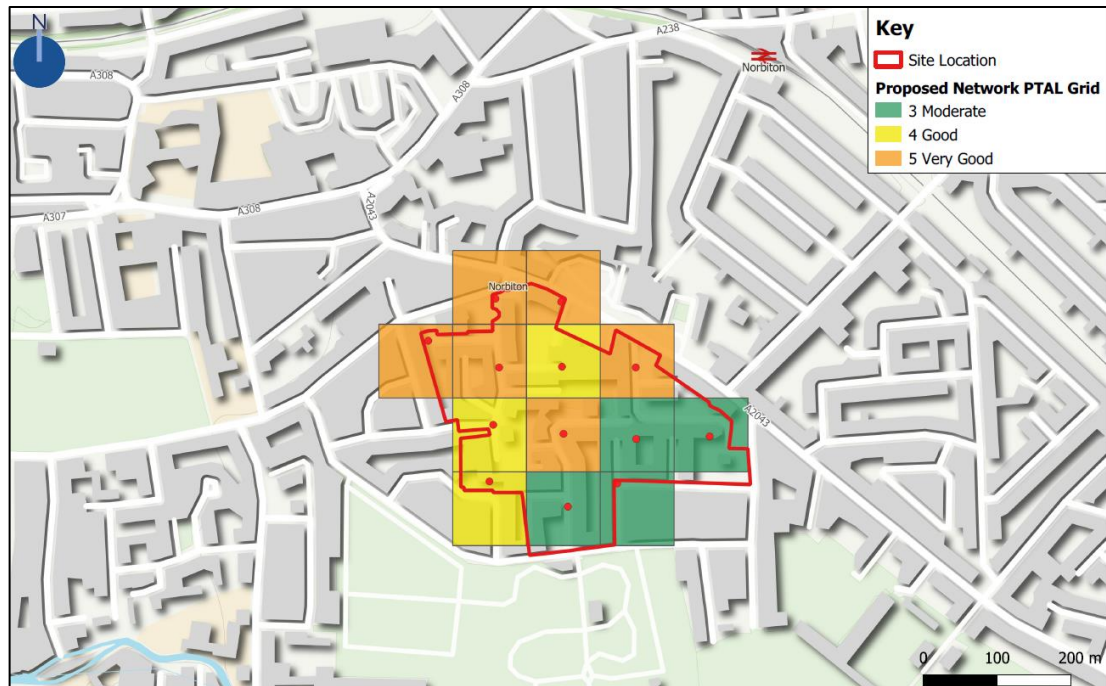 N
A238
Norbiton
A308
A308
A2043
A307
A308
Norbiton
A2043
Key
Site Location
Proposed Network PTAL Grid
3 Moderate
4 Good
5 Very Good
0 100 200 m